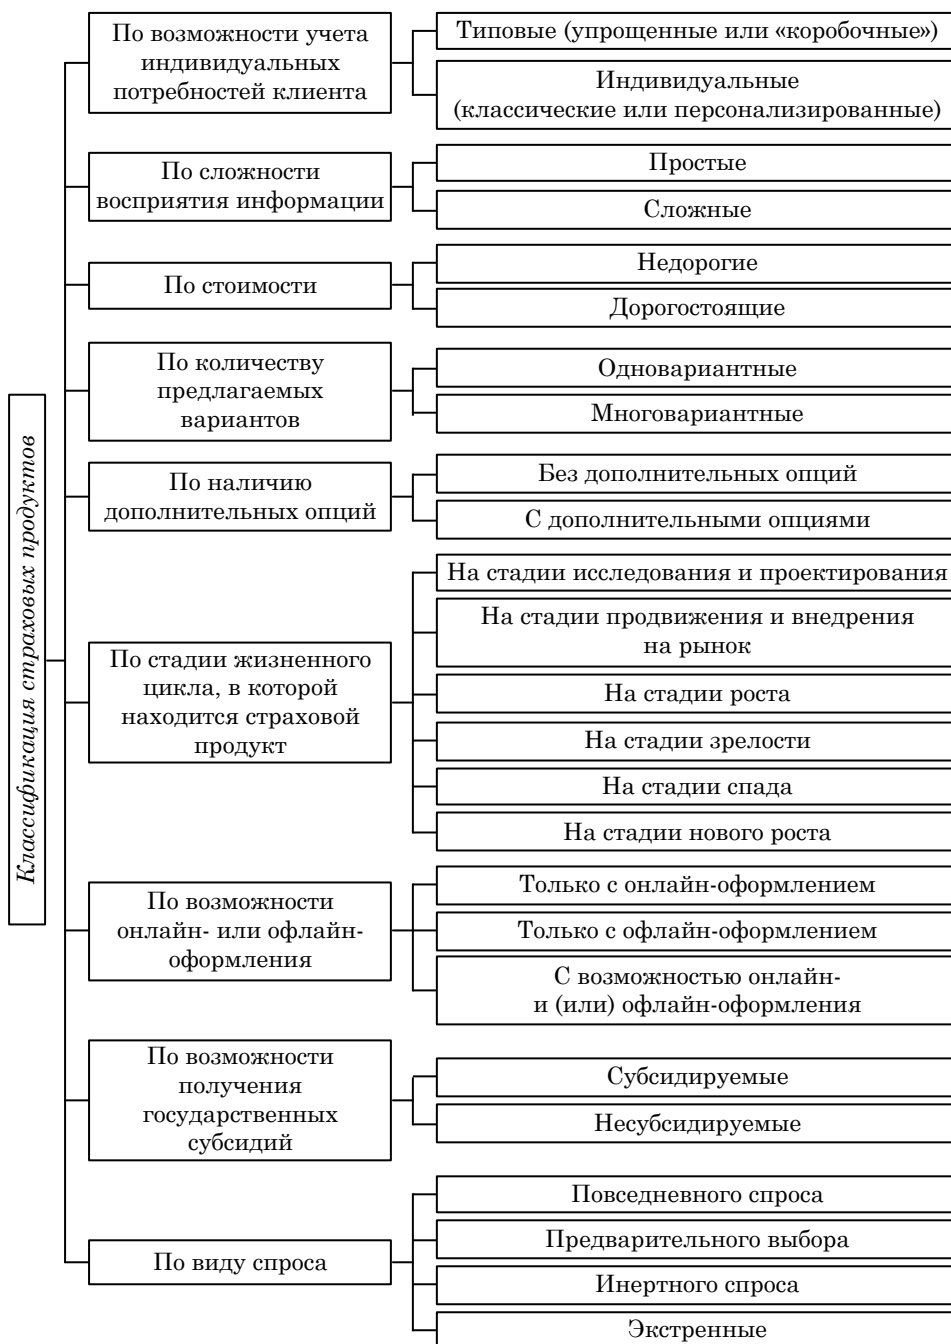 Классификация страховых продуктов
По возможности учета
индивидуальных
потребностей клиента
Типовые (упрощенные или «коробочные»)
Индивидуальные
(классические или персонализированные)
По сложности
восприятия информации
Простые
Сложные
По стоимости
Недорогие
Дорогостоящие
По количеству
предлагаемых
вариантов
Одновариантные
Многовариантные
По наличию
дополнительных опций
Без дополнительных опций
С дополнительными опциями
По стадии жизненного
цикла, в которой
находится страховой
продукт
На стадии исследования и проектирования
На стадии продвижения и внедрения
на рынок
На стадии роста
На стадии зрелости
На стадии спада
На стадии нового роста
По возможности
онлайн- или офлайн-
оформления
Только с онлайн-оформлением
Только с офлайн-оформлением
С возможностью онлайн-
и (или) офлайн-оформления
По возможности
получения
государственных
субсидий
Субсидируемые
Несубсидируемые
По виду спроса
Повседневного спроса
Предварительного выбора
Инертного спроса
Экстренные